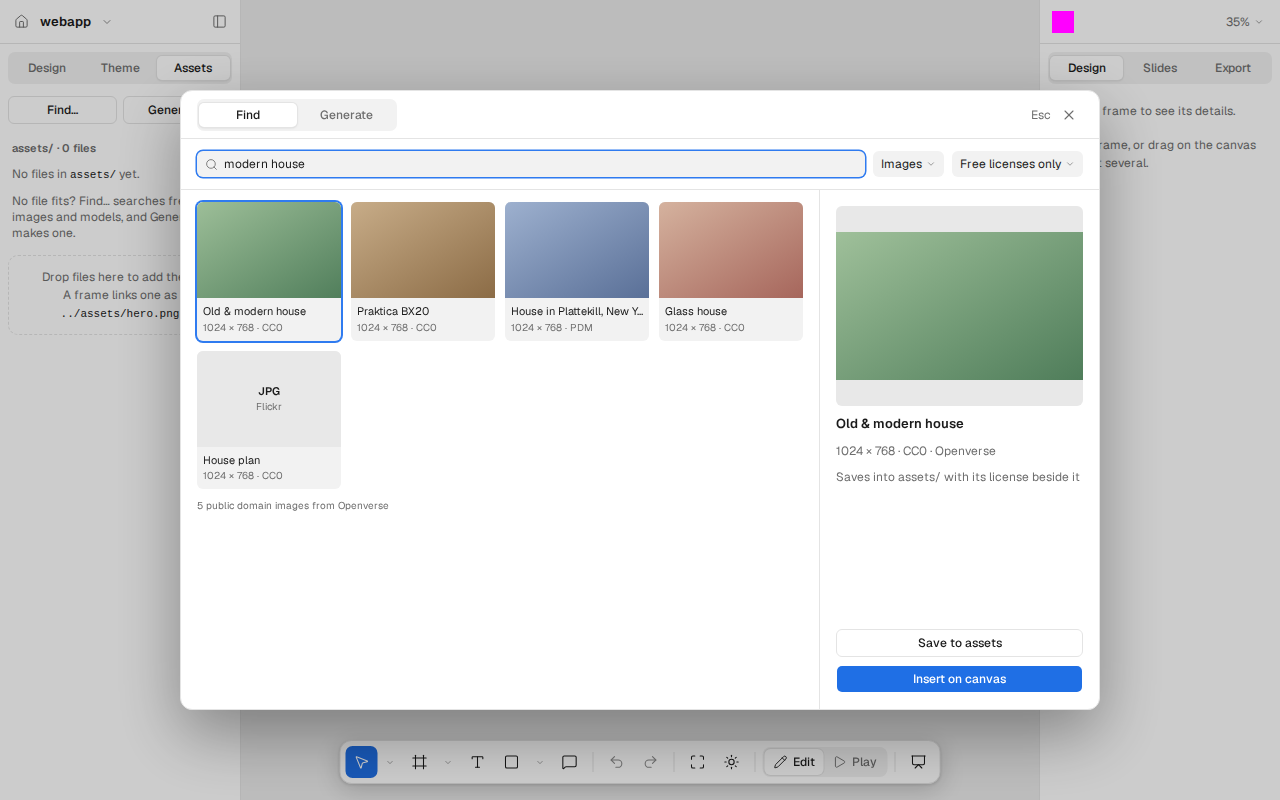 webapp
35%
Design
Theme
Assets
Design
Slides
Export
Find...
Gener
assets/ · 0 files
No files in assets/ yet.
No file fits? Find… searches fre
images and models, and Gene
makes one.
Drop files here to add the
A frame links one as
../assets/hero.png
frame to see its details.
rame, or drag on the canvas
several.
Find
Generate
Esc
modern house
Images
Free licenses only
Old & modern house
1024 × 768 · CC0
Praktica BX20
1024 × 768 · CC0
House in Plattekill, New Y…
1024 × 768 · PDM
Glass house
1024 × 768 · CC0
JPG
Flickr
House plan
1024 × 768 · CC0
5 public domain images from Openverse
Old & modern house
1024 × 768 · CC0 · Openverse
Saves into assets/ with its license beside it
Save to assets
Insert on canvas
Edit
Play